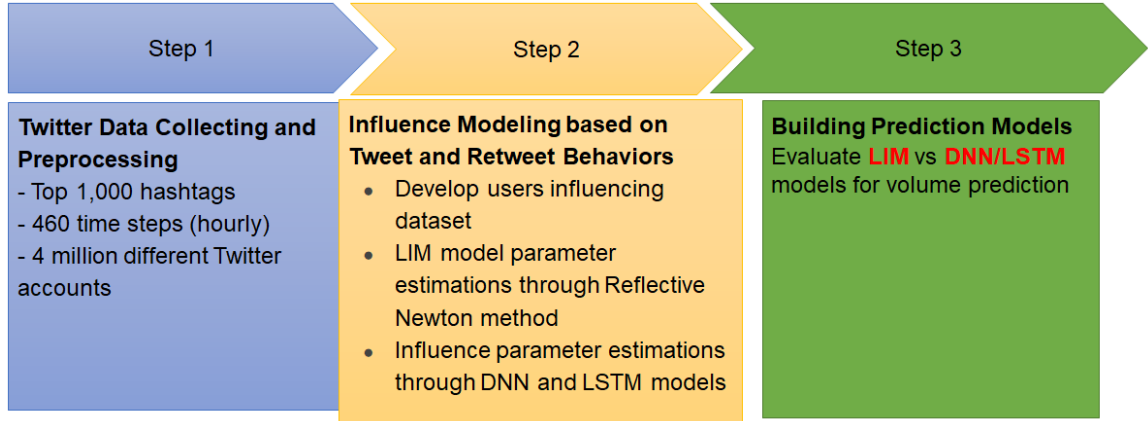 Step 1
Step 2
Step 3
Twitter Data Collecting and
Preprocessing
- Top 1,000 hashtags
- 460 time steps (hourly)
- 4 million different Twitter
accounts
Influence Modeling based on
Tweet and Retweet Behaviors
• Develop users influencing
dataset
• LIM model parameter
estimations through Reflective
Newton method
• Influence parameter estimations
through DNN and LSTM models
Building Prediction Models
Evaluate LIM vs DNN/LSTM
models for volume prediction